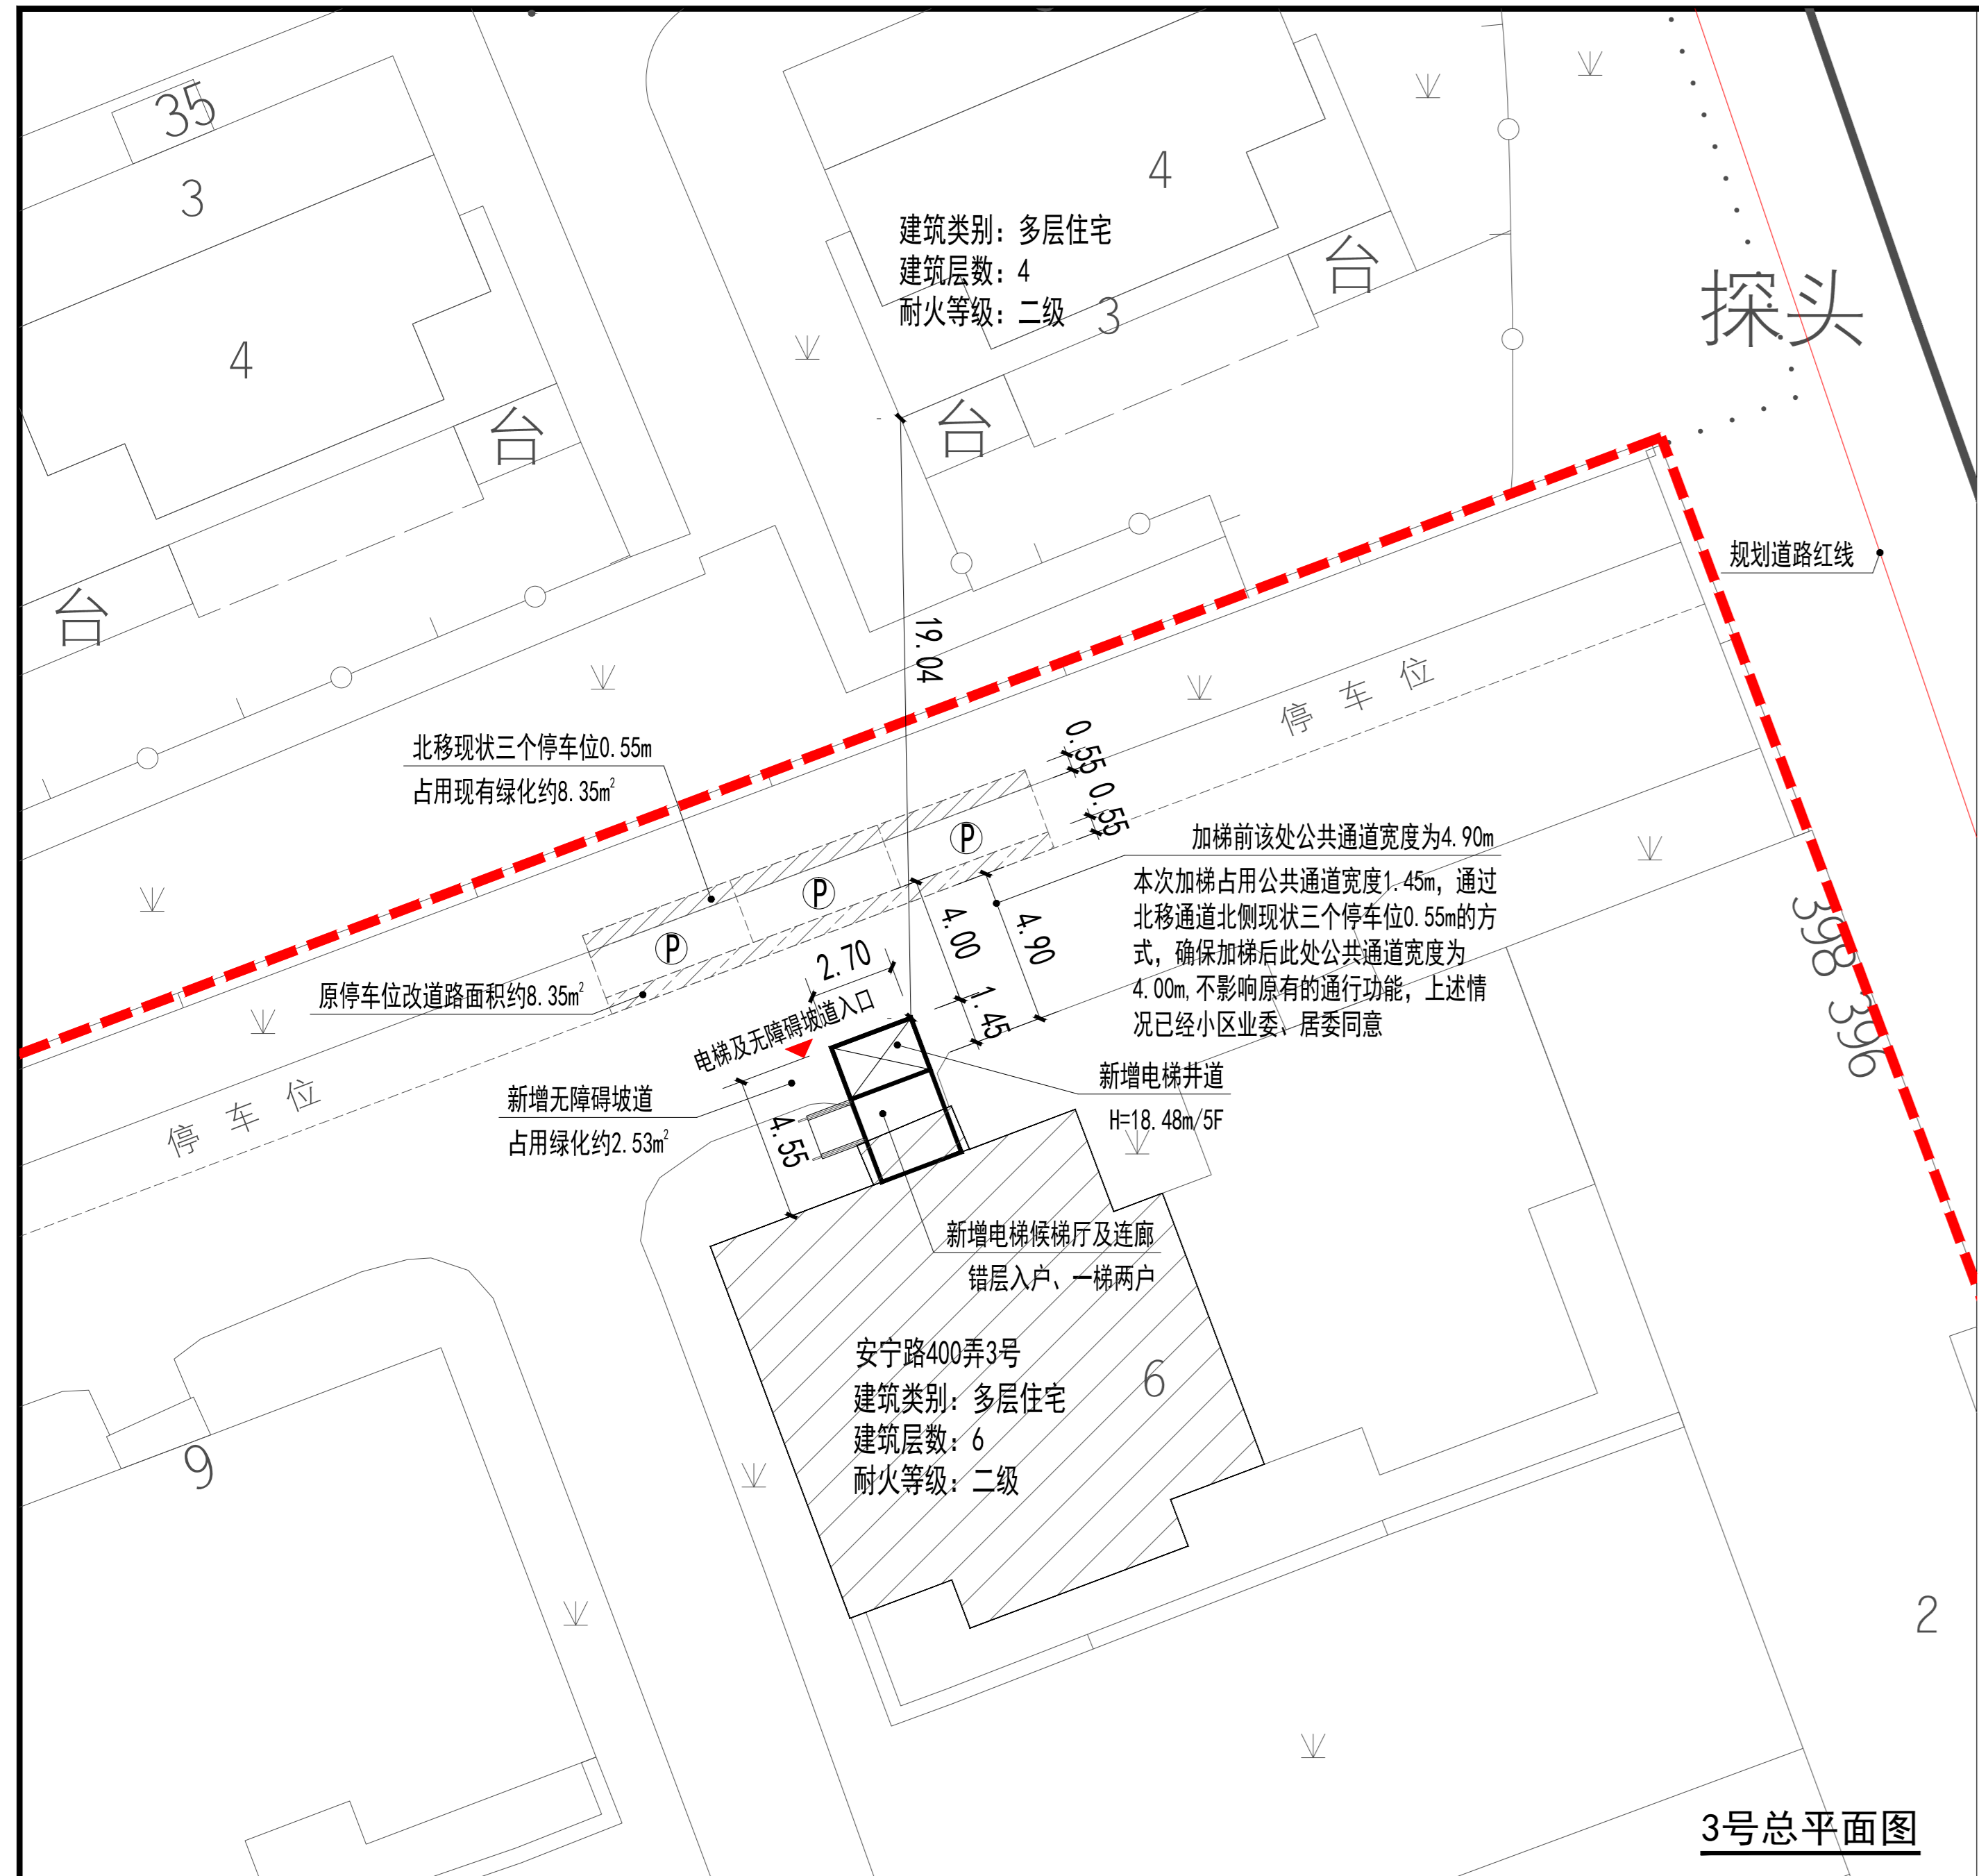 35
3
4
4
建筑类别：多层住宅
建筑层数：4
耐火等级：二级
3
台
探头
台
台
台
规划道路红线
19.04
停车位
北移现状三个停车位0.55m
占用现有绿化约8.35m²
0.55
0.55
P
P
P
加梯前该处公共通道宽度为4.90m
本次加梯占用公共通道宽度1.45m，通过
北移通道北侧现状三个停车位0.55m的方
式，确保加梯后此处公共通道宽度为
4.00m,不影响原有的通行功能，上述情
况已经小区业委、居委同意
398
396
4.00
4.90
2.70
1.45
原停车位改道路面积约8.35m²
电梯及无障碍坡道入口
停车位
新增无障碍坡道
占用绿化约2.53m²
4.55
新增电梯井道
H=18.48m/5F
新增电梯候梯厅及连廊
错层入户、一梯两户
安宁路400弄3号
建筑类别：多层住宅
建筑层数：6
耐火等级：二级
6
9
2
3号总平面图